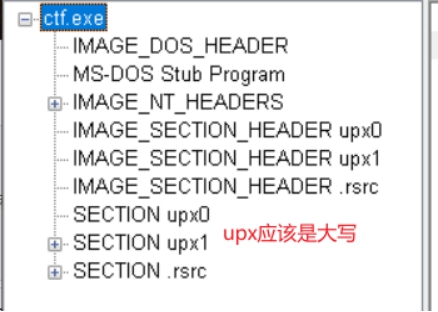 ctf.exe
IMAGE_DOS_HEADER
MS-DOS Stub Program
IMAGE_NT_HEADERS
IMAGE_SECTION_HEADER upx0
IMAGE_SECTION_HEADER upx1
IMAGE_SECTION_HEADER .rsrc
SECTION upx0
SECTION upx1 upx应该是大写
SECTION .rsrc